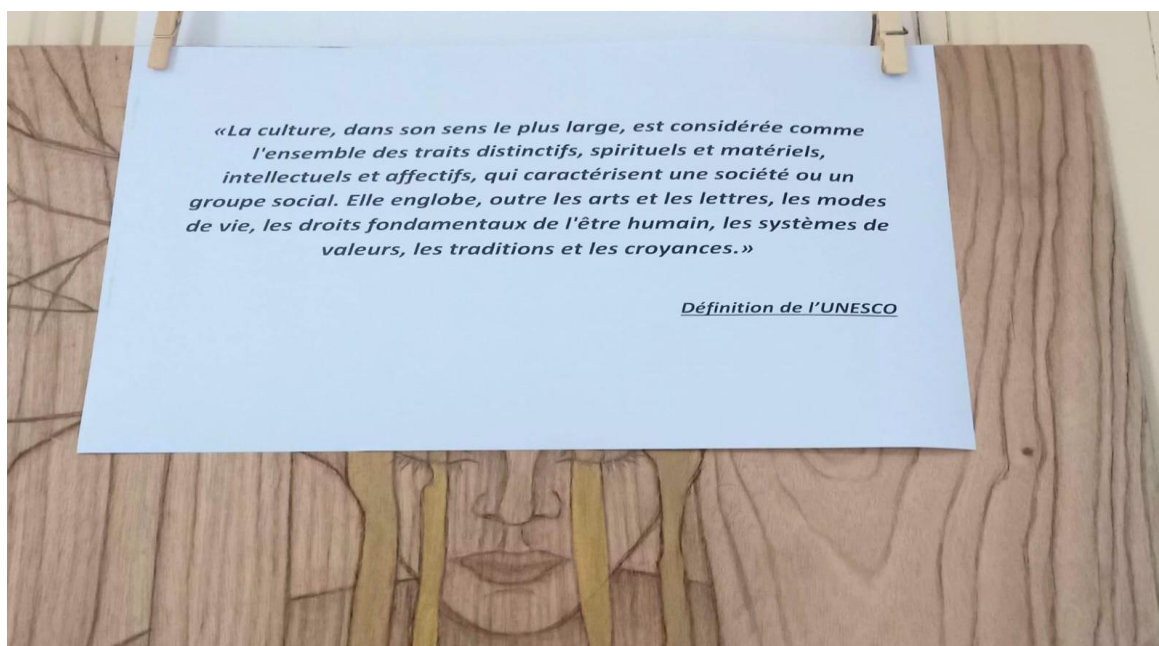 «La culture, dans son sens le plus large, est considérée comme
l'ensemble des traits distinctifs, spirituels et matériels,
intellectuels et affectifs, qui caractérisent une société ou un
groupe social. Elle englobe, outre les arts et les lettres, les modes
de vie, les droits fondamentaux de l'être humain, les systèmes de
valeurs, les traditions et les croyances.»
Définition de l’UNESCO